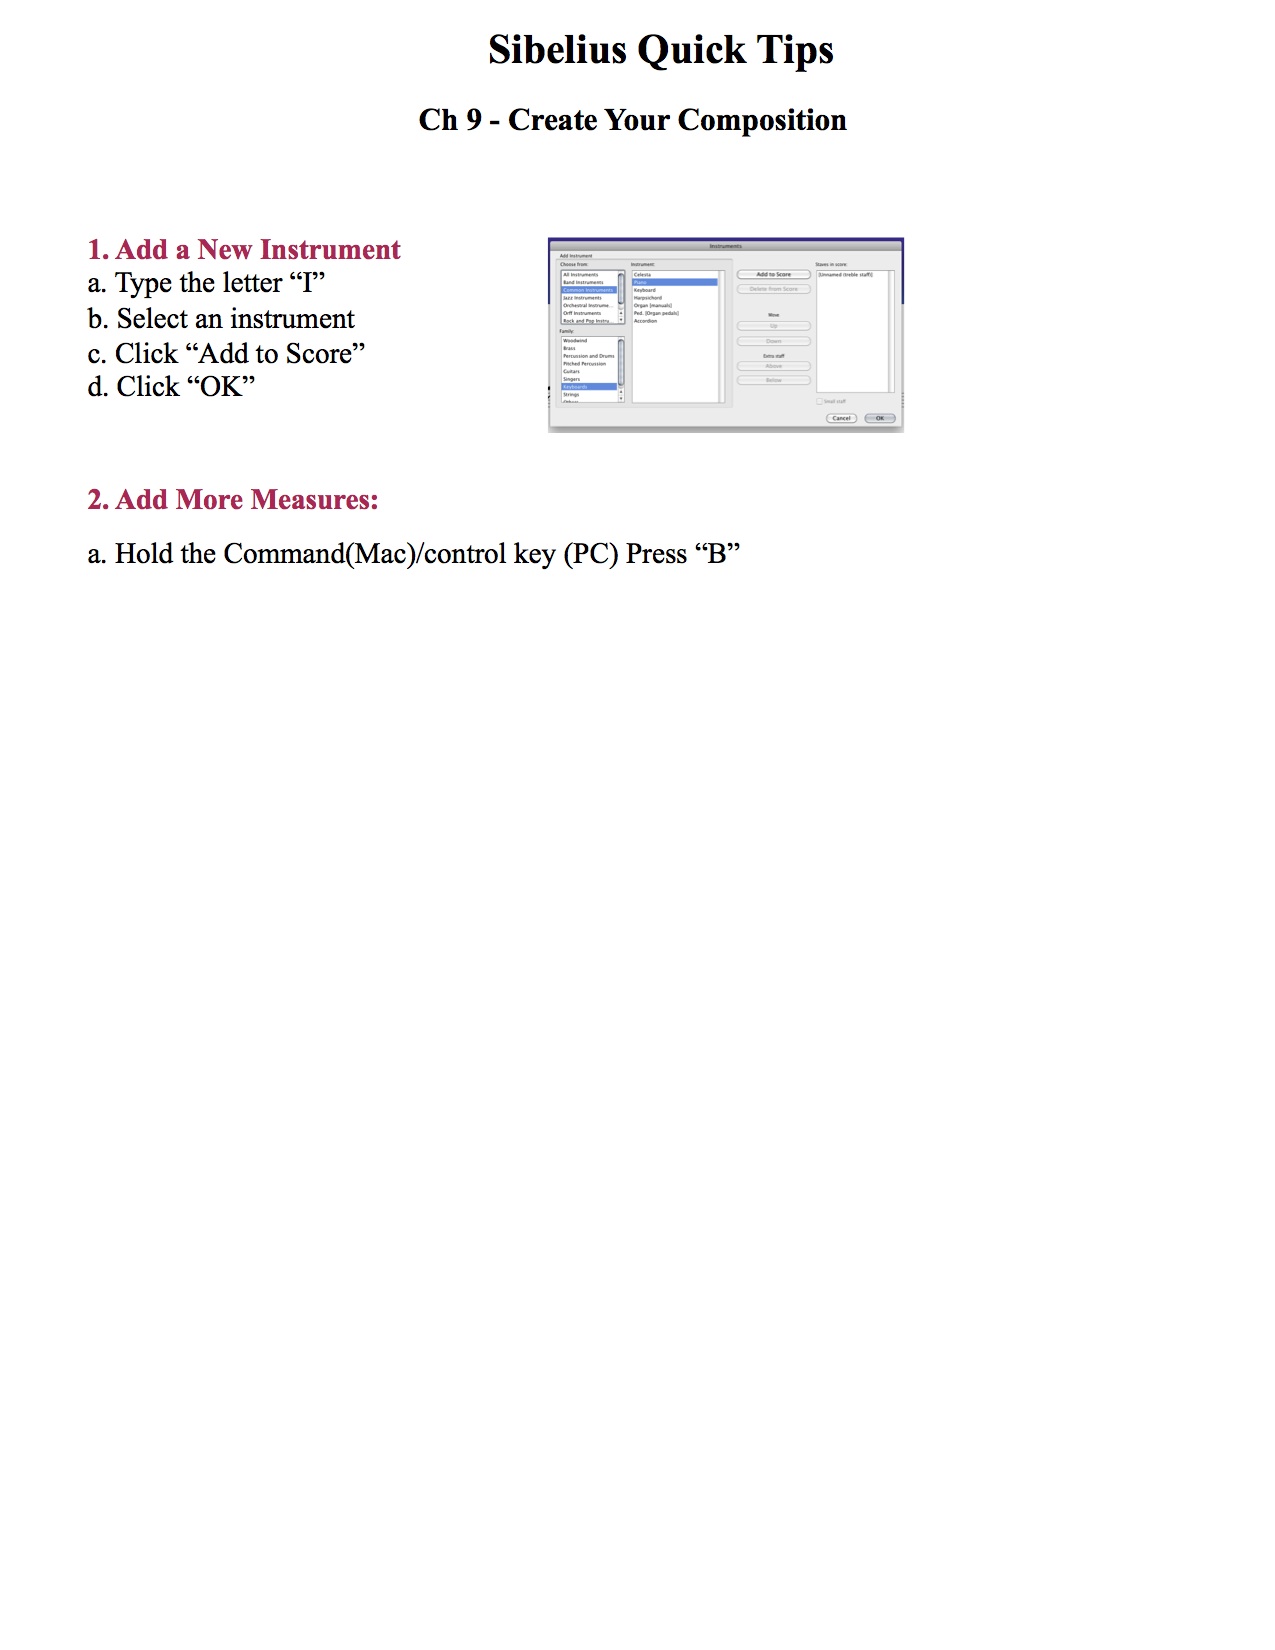 Sibelius Quick Tips
Ch 9 - Create Your Composition
1. Add a New Instrument
a. Type the letter “I”
b. Select an instrument
c. Click “Add to Score”
d. Click “OK”
Instruments
Add Instrument
Choose from:
All Instruments
Band Instruments
Common Instruments
Jazz Instruments
Orchestral Instrume...
Orff Instruments
Rock and Pop Instru...
Family:
Woodwind
Brass
Percussion and Drums
Pitched Percussion
Guitars
Singers
Keyboards
Strings
Others
Instrument:
Celesta
Piano
Keyboard
Harpsichord
Organ [manuals]
Ped. [Organ pedals]
Accordion
Add to Score
Delete from Score
Move
Up
Down
Extra staff
Above
Below
Staves in score:
[Unnamed (treble staff)]
Small staff
Cancel
OK
2. Add More Measures:
a. Hold the Command(Mac)/control key (PC) Press “B”